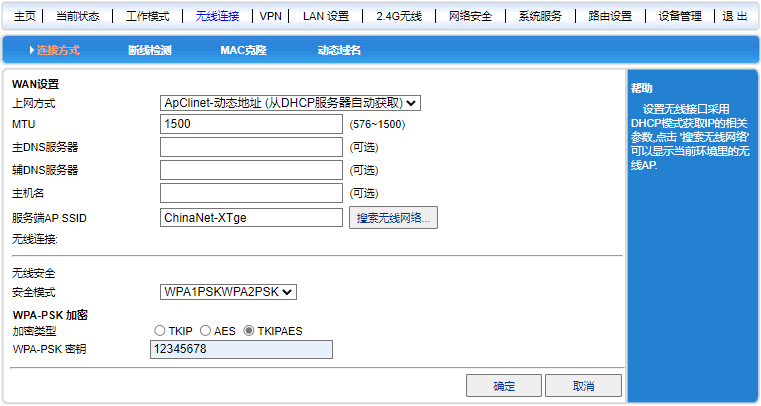 主页 当前状态 工作模式 无线连接 VPN LAN 设置 2.4G无线 网络安全 系统服务 路由设置 设备管理 退 出
连接方式 断线检测 MAC克隆 动态域名
WAN设置
上网方式 ApClinet-动态地址 (从DHCP服务器自动获取)
MTU 1500 (576~1500)
主DNS服务器 (可选)
辅DNS服务器 (可选)
主机名 (可选)
服务端AP SSID ChinaNet-XTge 搜索无线网络...
无线连接:
无线安全
安全模式 WPA1PSKWPA2PSK
WPA-PSK 加密
加密类型 TKIP AES TKIPAES
WPA-PSK 密钥 12345678
确定 取消
帮助
设置无线接口采用
DHCP模式获取IP的相关
参数,点击 '搜索无线网络'
可以显示当前环境里的无
线AP.